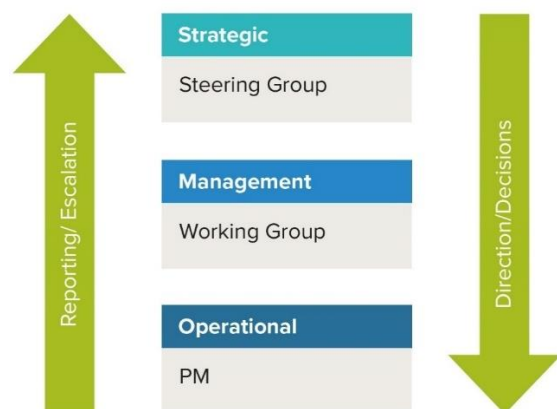 Strategic
Steering Group
Management
Working Group
Operational
PM
Reporting/ Escalation
Direction/Decisions